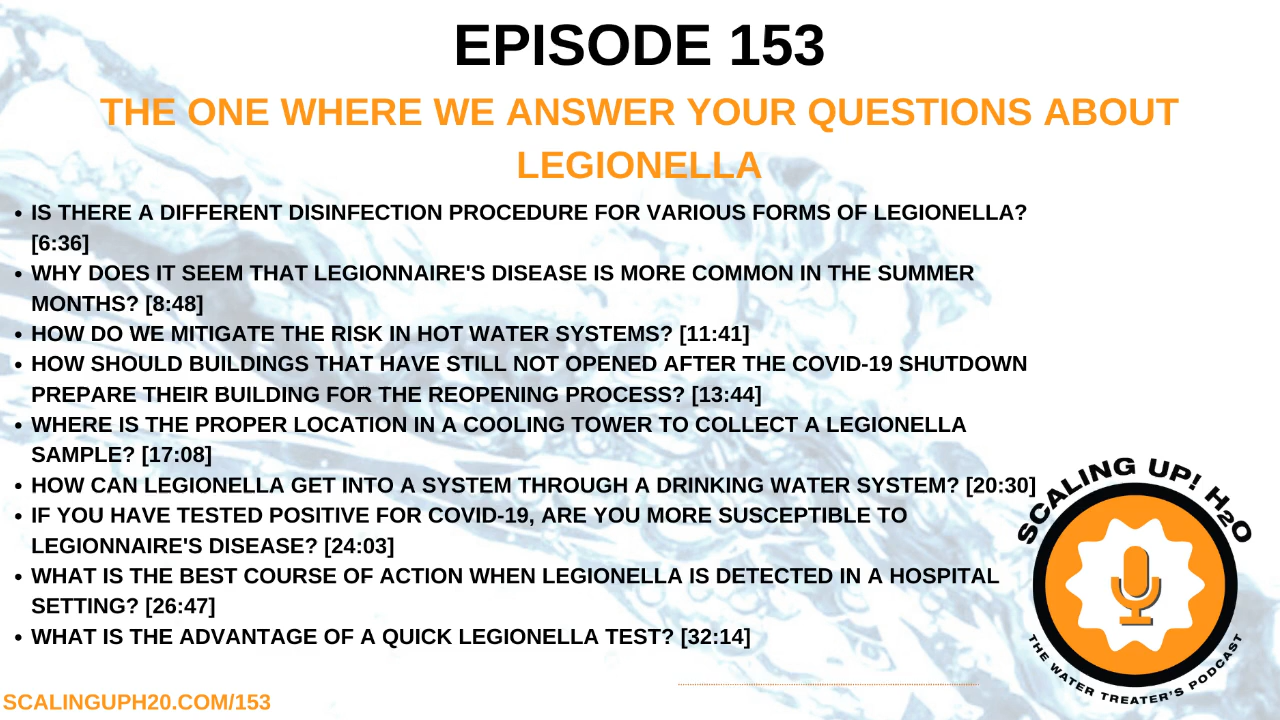 EPISODE 153
THE ONE WHERE WE ANSWER YOUR QUESTIONS ABOUT
LEGIONELLA
• IS THERE A DIFFERENT DISINFECTION PROCEDURE FOR VARIOUS FORMS OF LEGIONELLA?
[6:36]
• WHY DOES IT SEEM THAT LEGIONNAIRE'S DISEASE IS MORE COMMON IN THE SUMMER
MONTHS? [8:48]
• HOW DO WE MITIGATE THE RISK IN HOT WATER SYSTEMS? [11:41]
• HOW SHOULD BUILDINGS THAT HAVE STILL NOT OPENED AFTER THE COVID-19 SHUTDOWN
PREPARE THEIR BUILDING FOR THE REOPENING PROCESS? [13:44]
• WHERE IS THE PROPER LOCATION IN A COOLING TOWER TO COLLECT A LEGIONELLA
SAMPLE? [17:08]
• HOW CAN LEGIONELLA GET INTO A SYSTEM THROUGH A DRINKING WATER SYSTEM? [20:30]
• IF YOU HAVE TESTED POSITIVE FOR COVID-19, ARE YOU MORE SUSCEPTIBLE TO
LEGIONNAIRE'S DISEASE? [24:03]
• WHAT IS THE BEST COURSE OF ACTION WHEN LEGIONELLA IS DETECTED IN A HOSPITAL
SETTING? [26:47]
• WHAT IS THE ADVANTAGE OF A QUICK LEGIONELLA TEST? [32:14]
SCALING UP! H2O
THE WATER TREATER'S PODCAST
SCALINGUPH20.COM/153